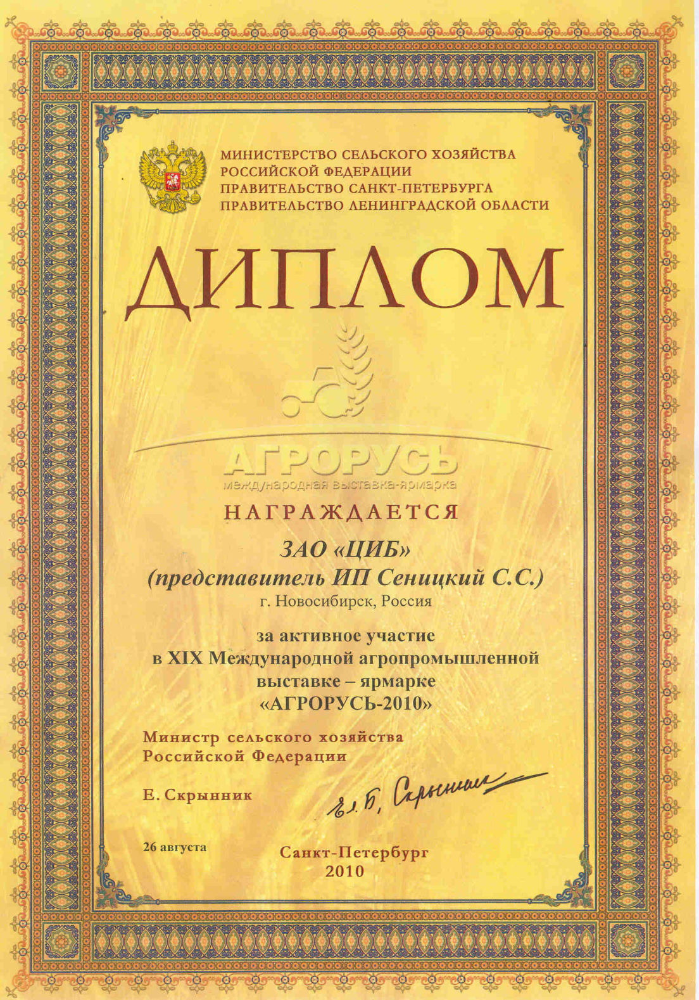 МИНИСТЕРСТВО СЕЛЬСКОГО ХОЗЯЙСТВА
РОССИЙСКОЙ ФЕДЕРАЦИИ
ПРАВИТЕЛЬСТВО САНКТ-ПЕТЕРБУРГА
ПРАВИТЕЛЬСТВО ЛЕНИНГРАДСКОЙ ОБЛАСТИ
ДИПЛОМ
АГРОРУСЬ
международная выставка-ярмарка
НАГРАЖДАЕТСЯ
ЗАО «ЦИБ»
(представитель ИП Сеницкий С.С.)
г. Новосибирск, Россия
за активное участие
в XIX Международной агропромышленной
выставке – ярмарке
«АГРОРУСЬ-2010»
Министр сельского хозяйства
Российской Федерации
Е. Скрынник
Ел. Б. Скрынник
26 августа
Санкт-Петербург
2010